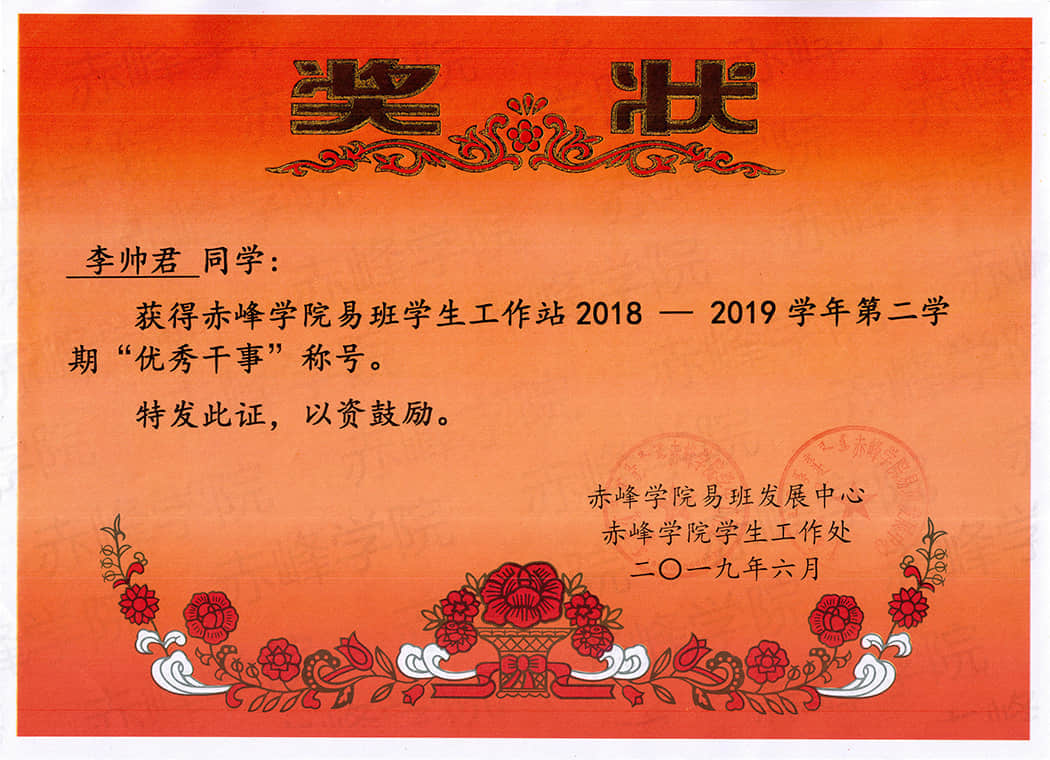 奖 状
李帅君 同学：
获得赤峰学院易班学生工作站 2018 — 2019 学年第二学
期“优秀干事”称号。
特发此证，以资鼓励。
赤峰学院易班发展中心
赤峰学院学生工作处
二〇一九年六月